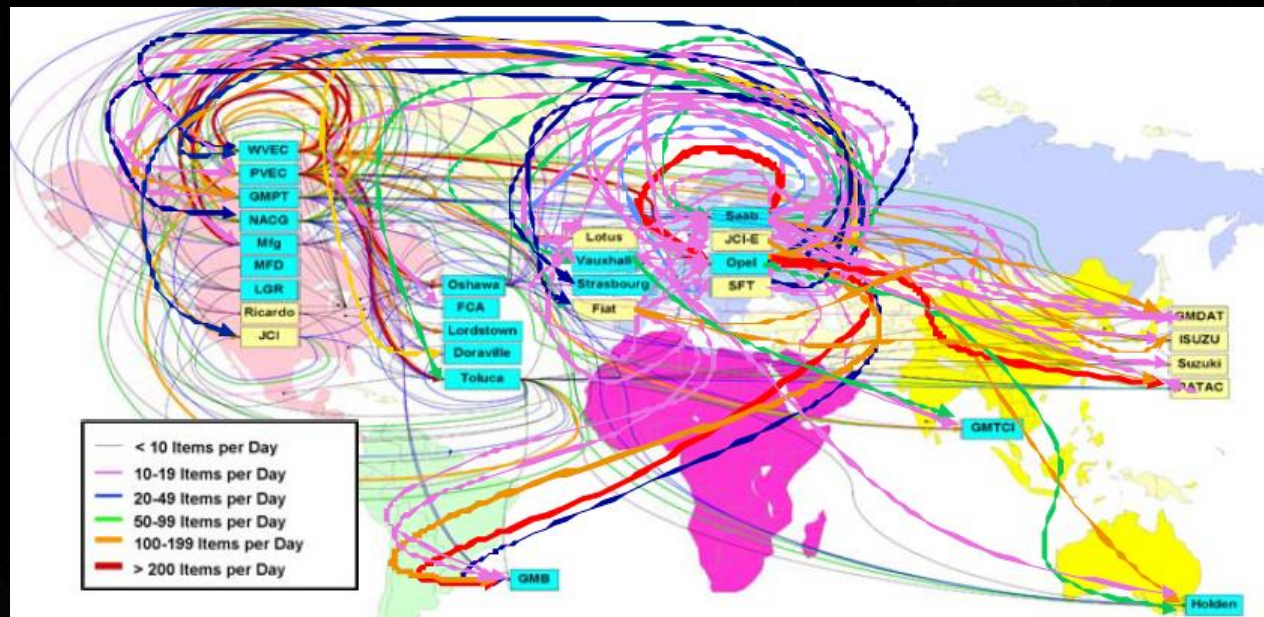 WVEC
PVEC
GMPT
NACG
Mfg
MFD
LGR
Ricardo
JCI
Oshawa
FCA
Lordstown
Doraville
Toluca
Lotus
Vauxhall
Strasbourg
Fiat
Saab
JCI-E
Opel
SFT
GMDAT
ISUZU
Suzuki
PATAC
GMTCI
GMB
Holden
< 10 Items per Day
10-19 Items per Day
20-49 Items per Day
50-99 Items per Day
100-199 Items per Day
> 200 Items per Day